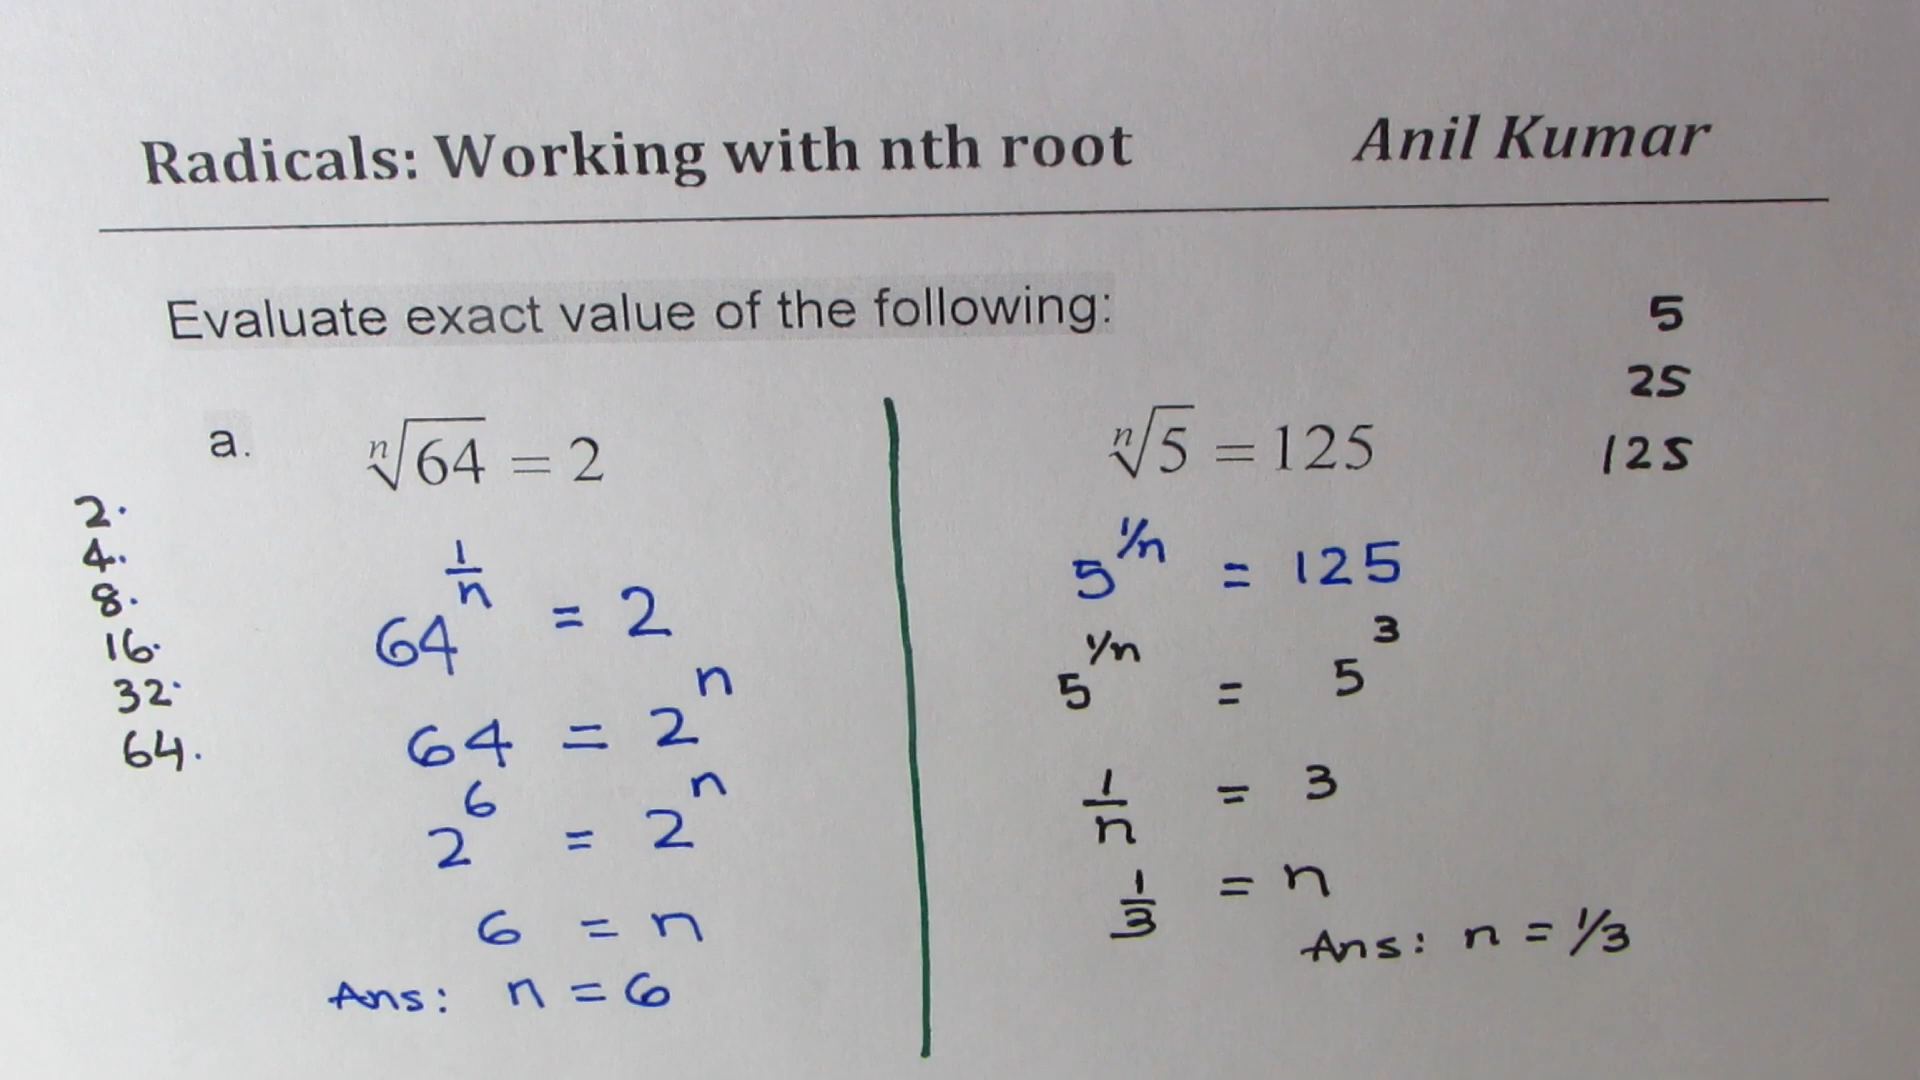 Radicals: Working with nth root Anil Kumar
Evaluate exact value of the following:
a. ⁿ√64 = 2
2.
4.
8.
16.
32.
64.
64^(1/n) = 2
64 = 2^n
2^6 = 2^n
6 = n
Ans: n = 6
ⁿ√5 = 125
5
25
125
5^(1/n) = 125
5^(1/n) = 5^3
1/n = 3
1/3 = n
Ans: n = 1/3